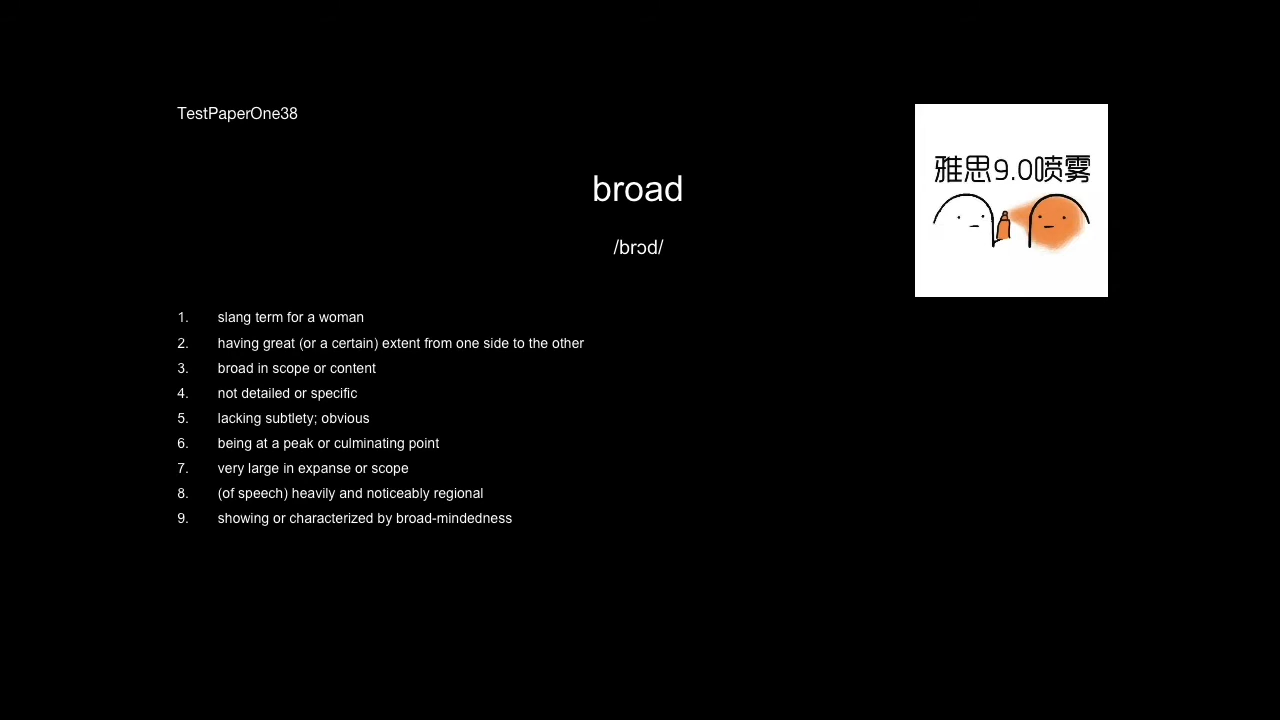 TestPaperOne38
雅思9.0喷雾
broad
/brɔd/
1. slang term for a woman
2. having great (or a certain) extent from one side to the other
3. broad in scope or content
4. not detailed or specific
5. lacking subtlety; obvious
6. being at a peak or culminating point
7. very large in expanse or scope
8. (of speech) heavily and noticeably regional
9. showing or characterized by broad-mindedness